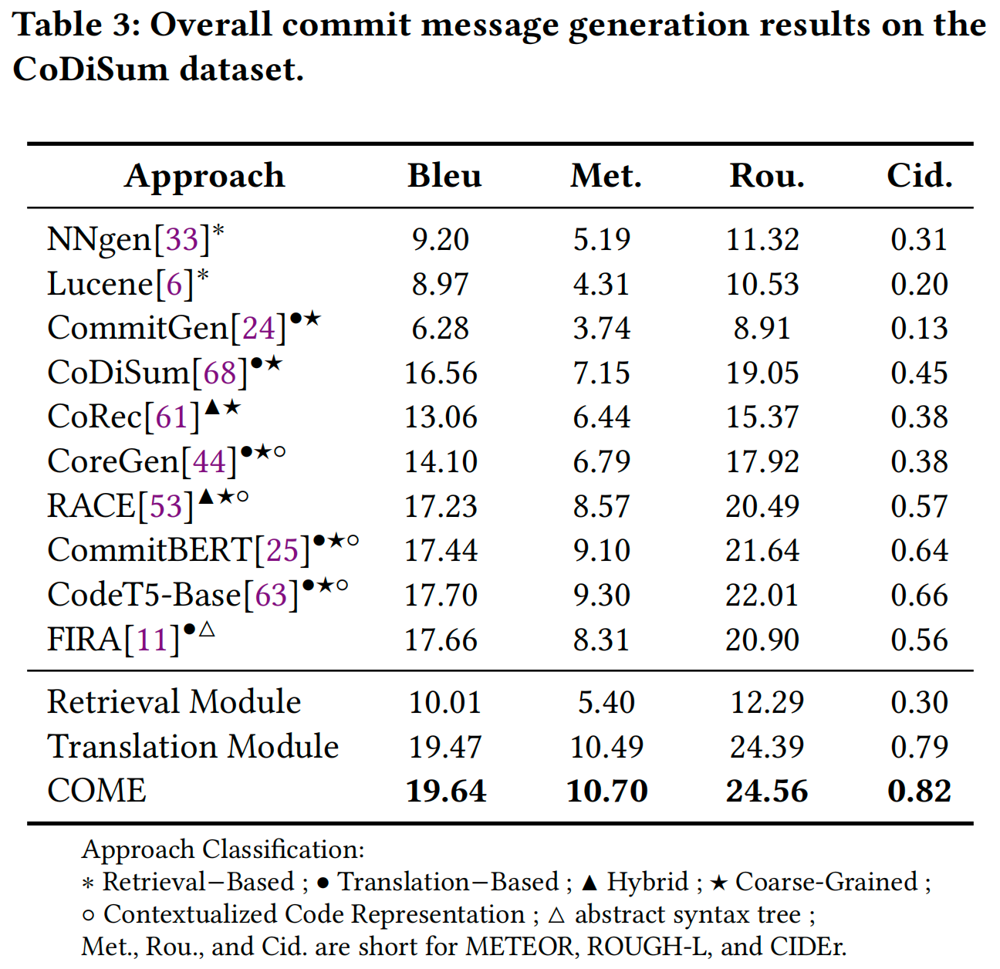 Table 3: Overall commit message generation results on the
CoDiSum dataset.
Approach Bleu Met. Rou. Cid.
NNgen[33]* 9.20 5.19 11.32 0.31
Lucene[6]* 8.97 4.31 10.53 0.20
CommitGen[24]●★ 6.28 3.74 8.91 0.13
CoDiSum[68]●★ 16.56 7.15 19.05 0.45
CoRec[61]▲★ 13.06 6.44 15.37 0.38
CoreGen[44]●★○ 14.10 6.79 17.92 0.38
RACE[53]▲★○ 17.23 8.57 20.49 0.57
CommitBERT[25]●★○ 17.44 9.10 21.64 0.64
CodeT5-Base[63]●★○ 17.70 9.30 22.01 0.66
FIRA[11]●△ 17.66 8.31 20.90 0.56
Retrieval Module 10.01 5.40 12.29 0.30
Translation Module 19.47 10.49 24.39 0.79
COME 19.64 10.70 24.56 0.82
Approach Classification:
* Retrieval−Based ; ● Translation−Based ; ▲ Hybrid ; ★ Coarse-Grained ;
○ Contextualized Code Representation ; △ abstract syntax tree ;
Met., Rou., and Cid. are short for METEOR, ROUGH-L, and CIDEr.